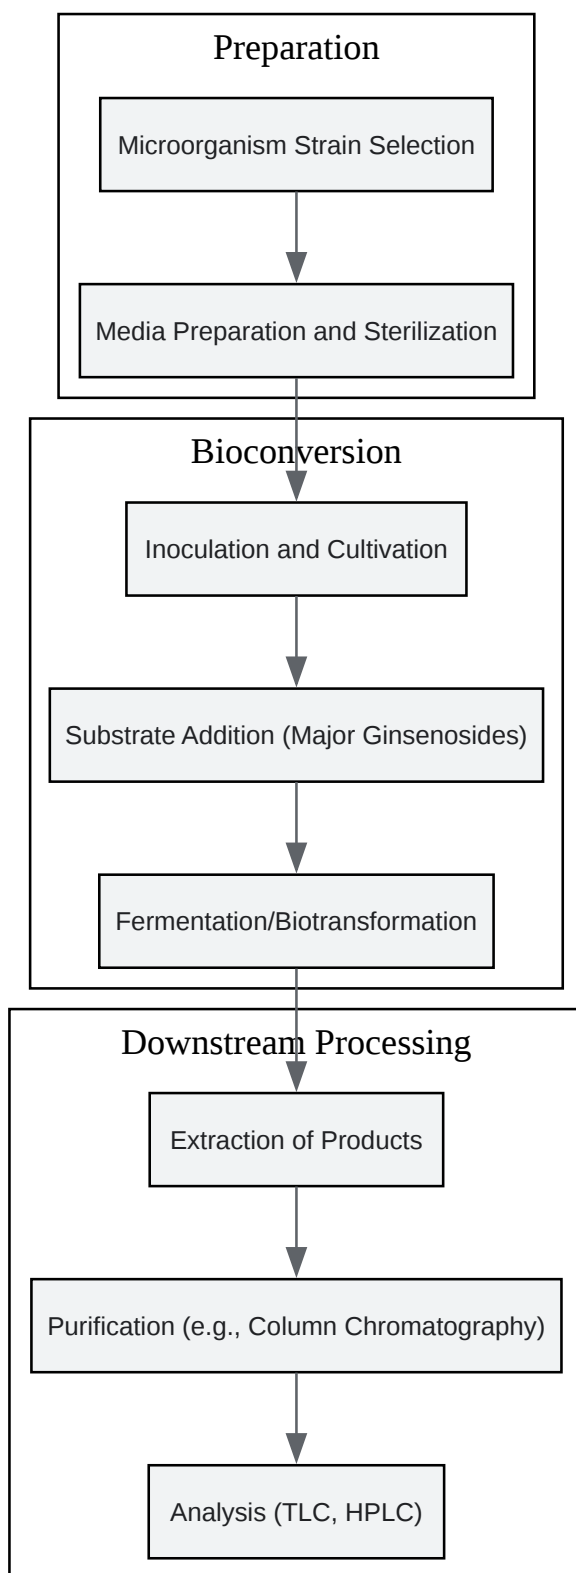 Preparation
Microorganism Strain Selection
Media Preparation and Sterilization
Bioconversion
Inoculation and Cultivation
Substrate Addition (Major Ginsenosides)
Fermentation/Biotransformation
Downstream Processing
Extraction of Products
Purification (e.g., Column Chromatography)
Analysis (TLC, HPLC)